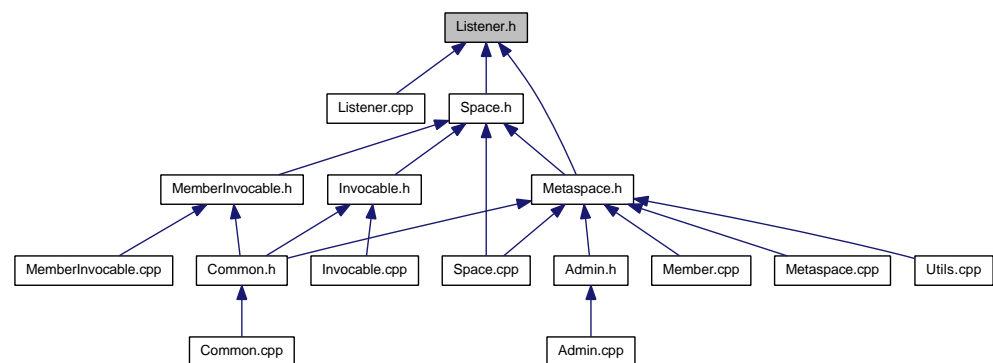 Listener.h
Listener.cpp
Space.h
MemberInvocable.h
Invocable.h
Metaspace.h
MemberInvocable.cpp
Common.h
Invocable.cpp
Space.cpp
Admin.h
Member.cpp
Metaspace.cpp
Utils.cpp
Common.cpp
Admin.cpp